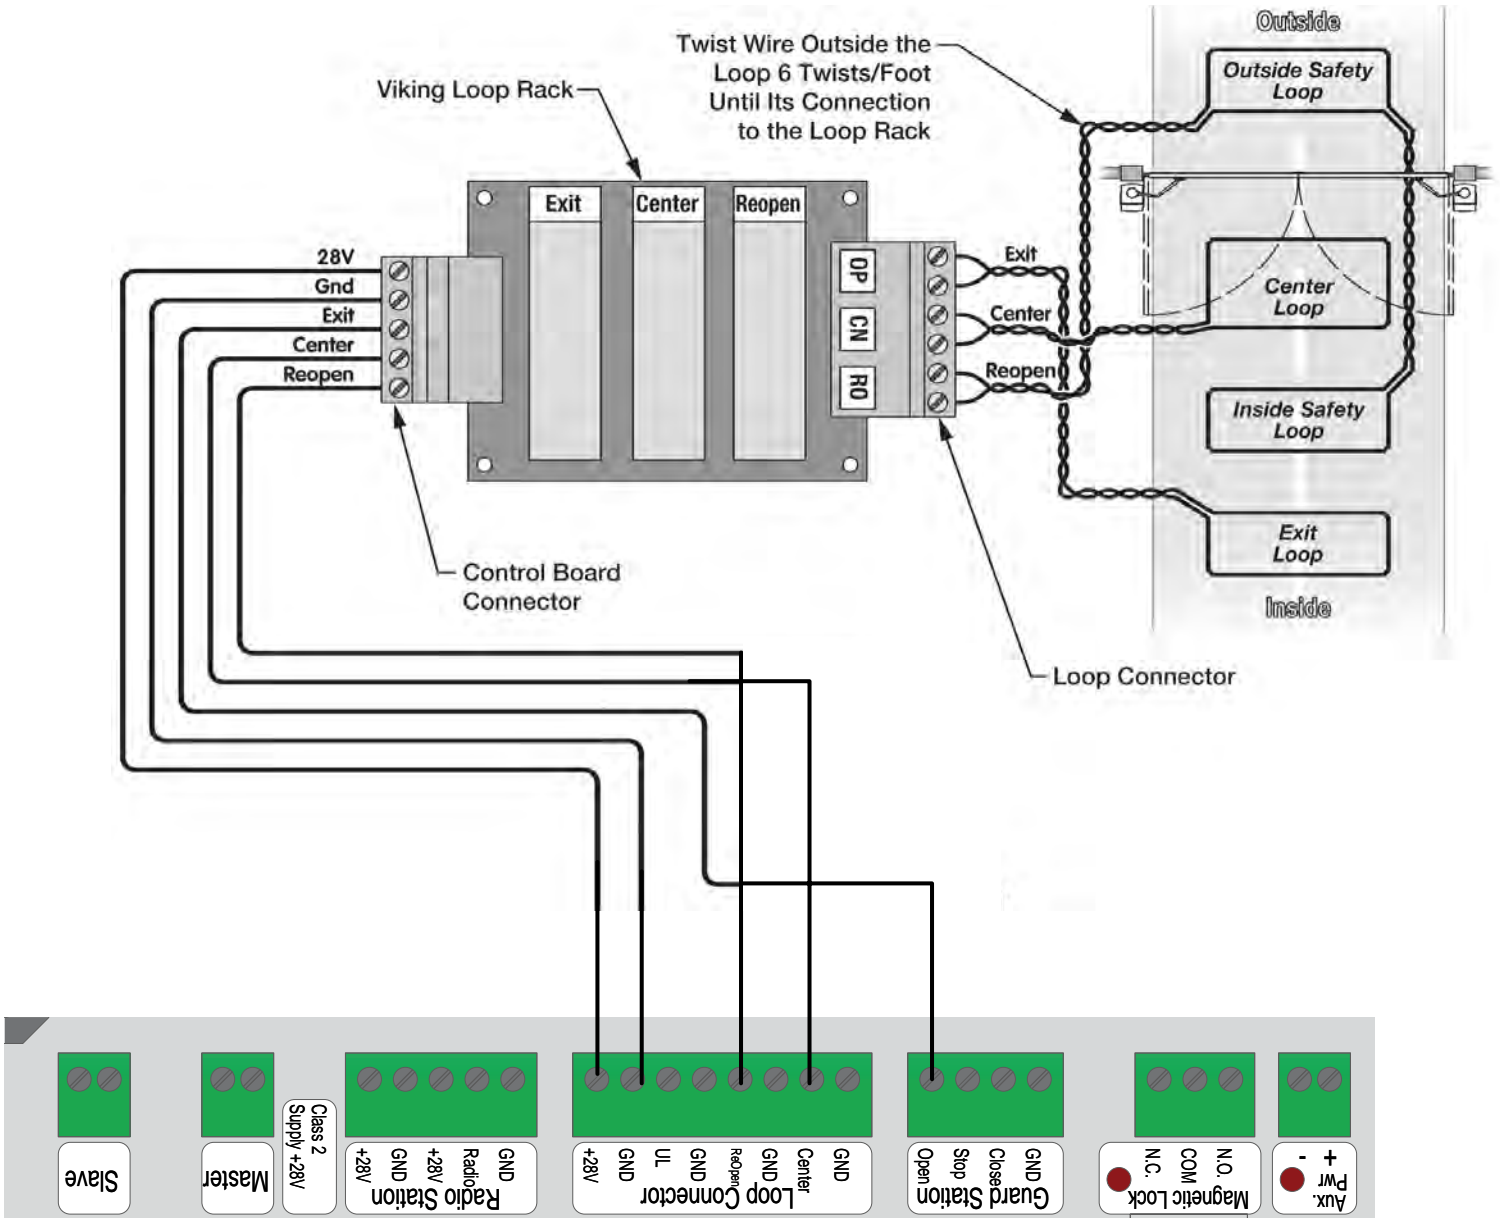 Outside
Twist Wire Outside the
Loop 6 Twists/Foot
Until Its Connection
to the Loop Rack
Outside Safety
Loop
Viking Loop Rack
Exit
Center
Reopen
28V
Gnd
Exit
Center
Reopen
OP
CN
RO
Exit
Center
Reopen
Center
Loop
Inside Safety
Loop
Exit
Loop
Inside
Control Board
Connector
Loop Connector
Slave
Master
Class 2
Supply +28V
+28V
GND
+28V
Radio
GND
Radio Station
+28V
GND
UL
GND
ReOpen
GND
Center
GND
Loop Connector
Open
Stop
Closes
GND
Guard Station
N.C.
COM
N.O.
Magnetic Lock
- +
Aux.
Pwr